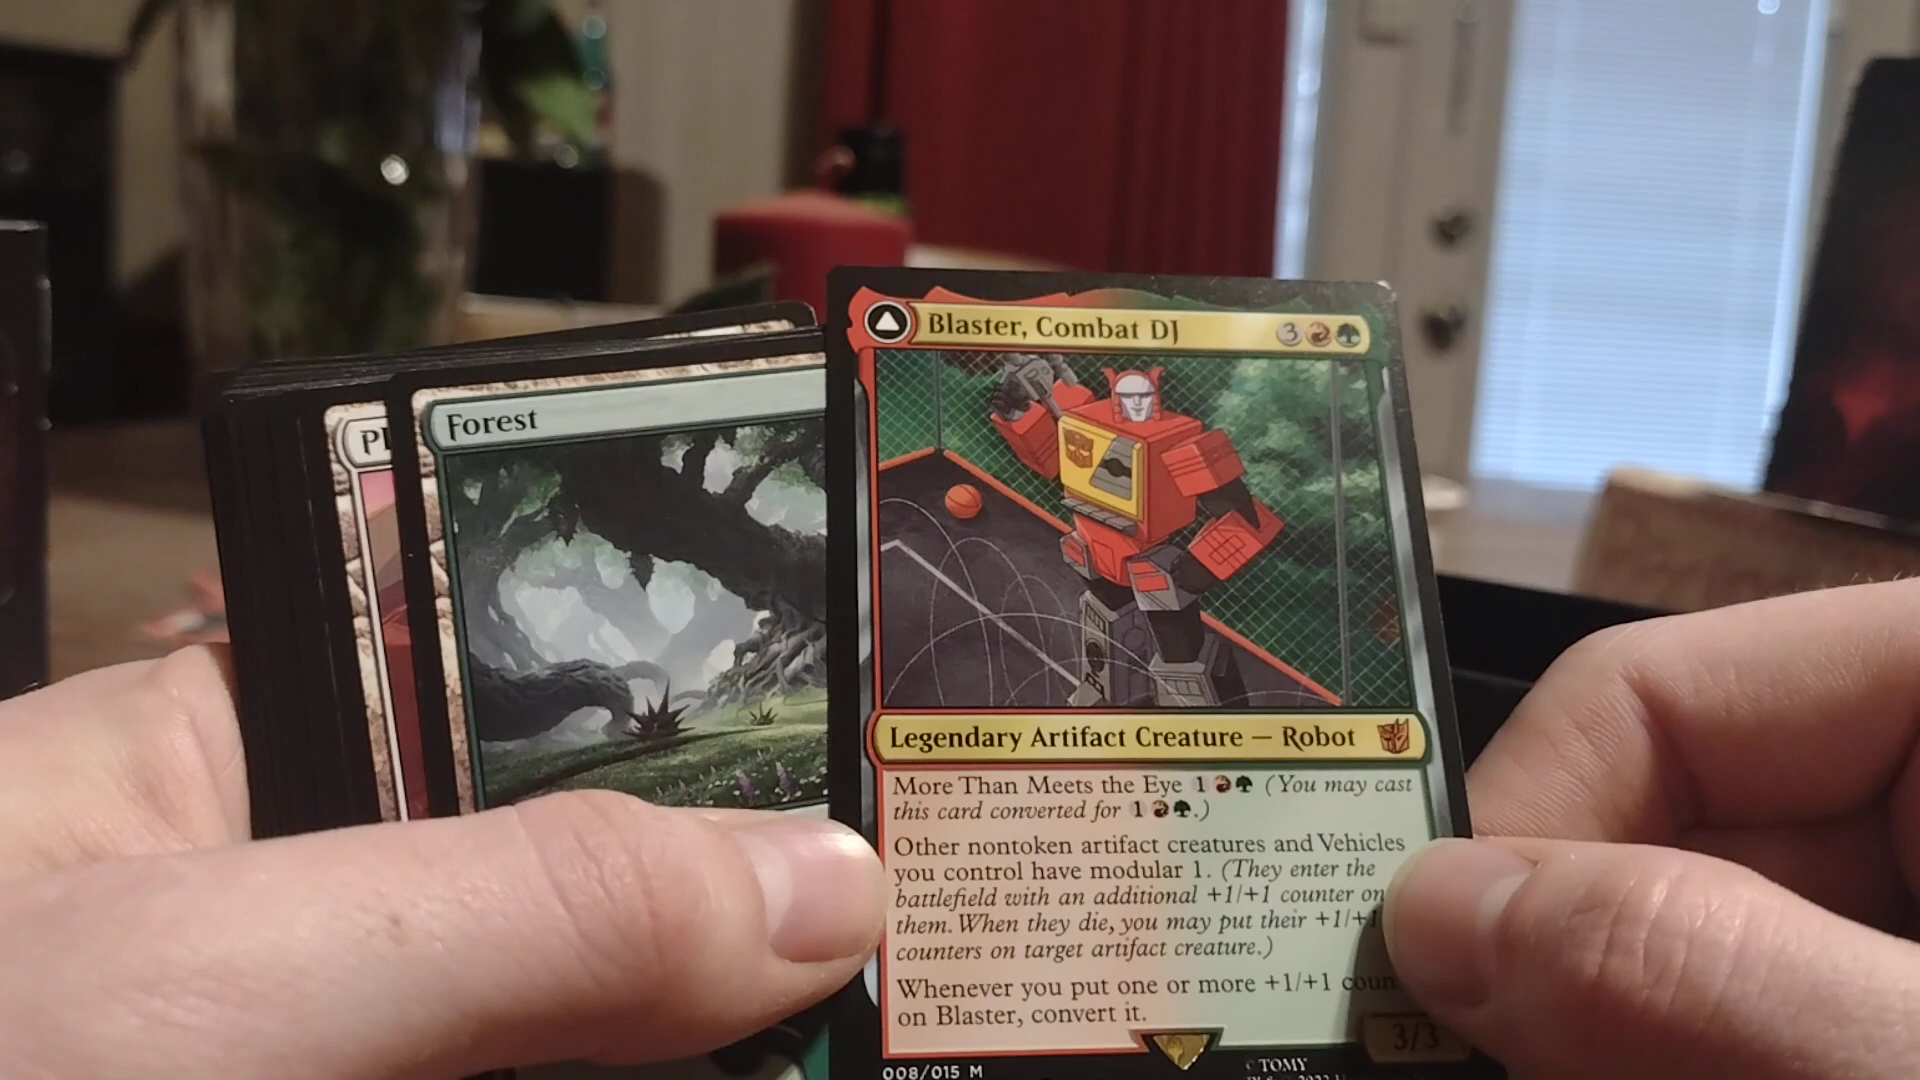 Pl
Forest
Blaster, Combat DJ 3
Legendary Artifact Creature — Robot
More Than Meets the Eye 1 (You may cast
this card converted for 1 .)
Other nontoken artifact creatures and Vehicles
you control have modular 1. (They enter the
battlefield with an additional +1/+1 counter on
them. When they die, you may put their +1/+1
counters on target artifact creature.)
Whenever you put one or more +1/+1 coun
on Blaster, convert it.
3/3
008/015 M
© TOMY